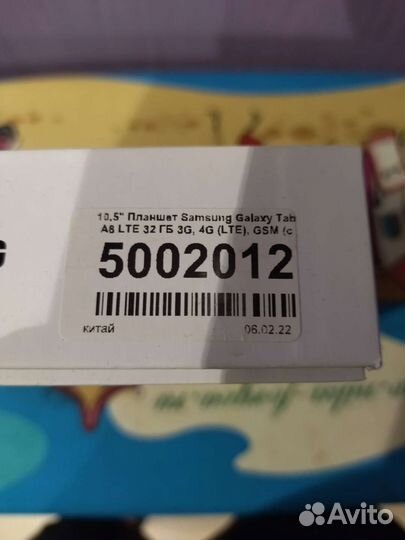 10,5" Планшет Samsung Galaxy Tab
A8 LTE 32 ГБ 3G, 4G (LTE), GSM (с
G
5002012
китай 06.02.22
Avito